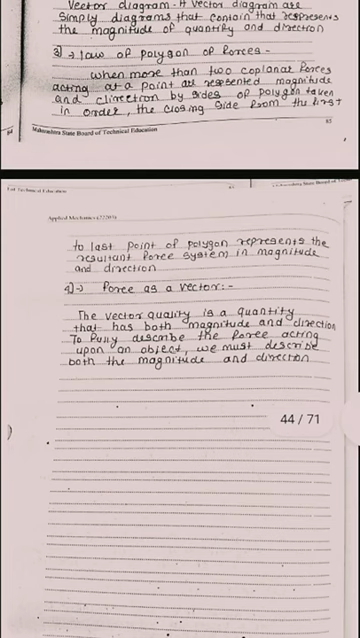 Vector diagram - A vector diagram are
simply diagrams that contain that respresents
the magnitude of quantity and direction
3) → law of polygon of forces -
when more than two coplanar forces
acting at a point are respented magnitude
and direction by sides of polygon taken
in order, the closing side from the first
Maharashtra State Board of Technical Education
Applied Mechanics (22203)
to last point of polygon represents the
resultant force system in magnitude
and direction
4) → Force as a vector:-
The vector quality is a quantity
that has both magnitude and direction
To fully describe the force acting
upon an object, we must describe
both the magnitude and direction
44 / 71